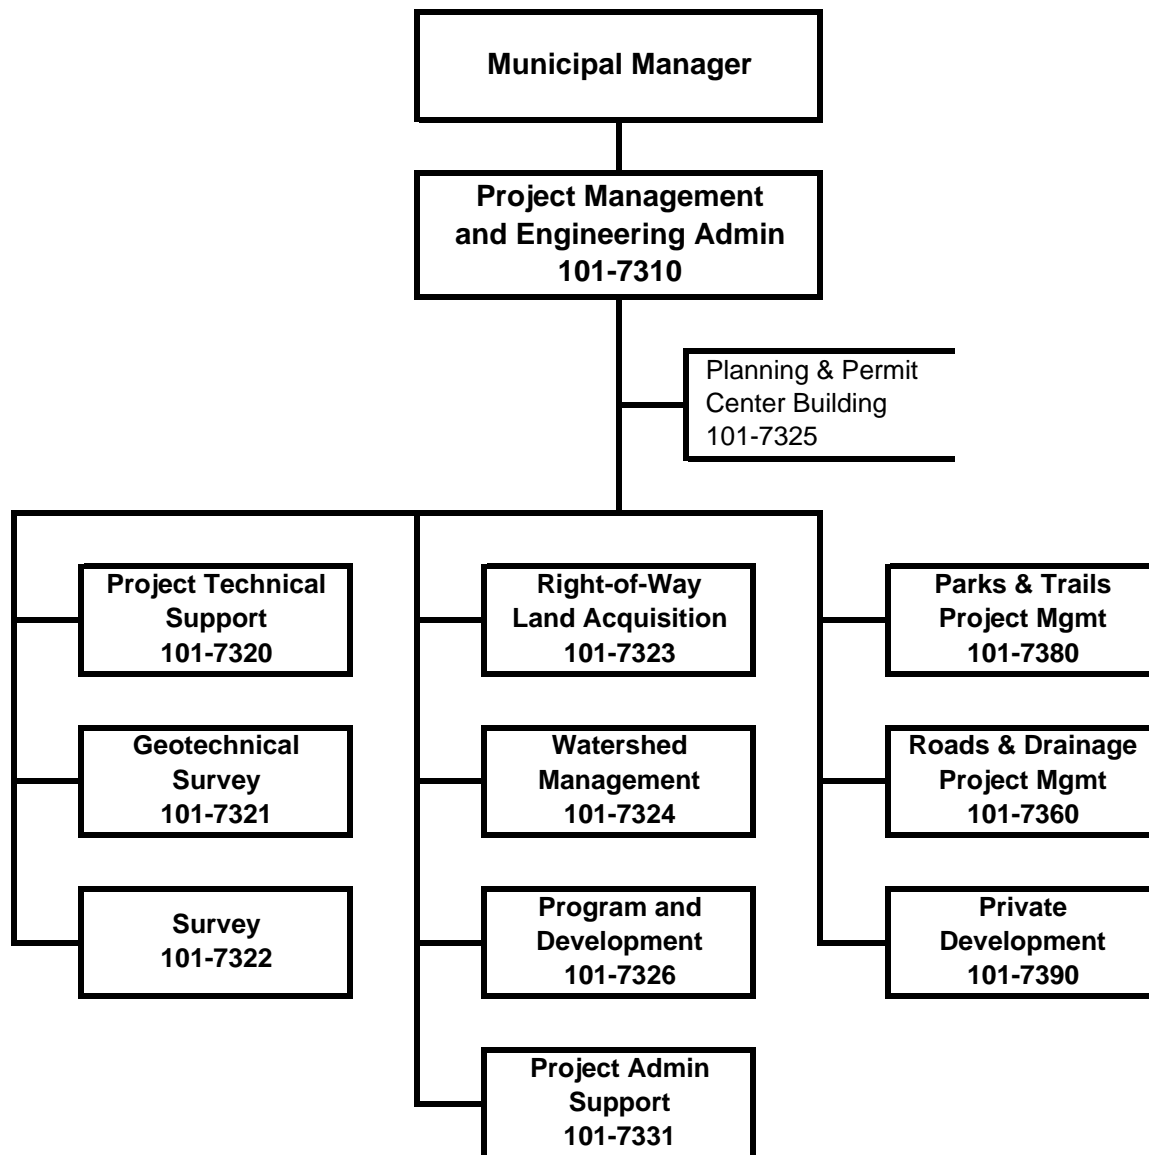 Municipal Manager
Project Management
and Engineering Admin
101-7310
Planning & Permit
Center Building
101-7325
Project Technical
Support
101-7320
Geotechnical
Survey
101-7321
Survey
101-7322
Right-of-Way
Land Acquisition
101-7323
Watershed
Management
101-7324
Program and
Development
101-7326
Project Admin
Support
101-7331
Parks & Trails
Project Mgmt
101-7380
Roads & Drainage
Project Mgmt
101-7360
Private
Development
101-7390